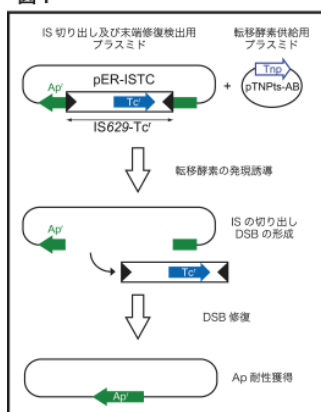 IS 切り出し及び末端修復検出用
プラスミド
転移酵素供給用
プラスミド
pER-ISTC
Apʳ
Tcʳ
IS629-Tcʳ
+
Tnp
pTNPts-AB
転移酵素の発現誘導
Apʳ
IS の切り出し
DSB の形成
Tcʳ
DSB 修復
Apʳ
Ap 耐性獲得